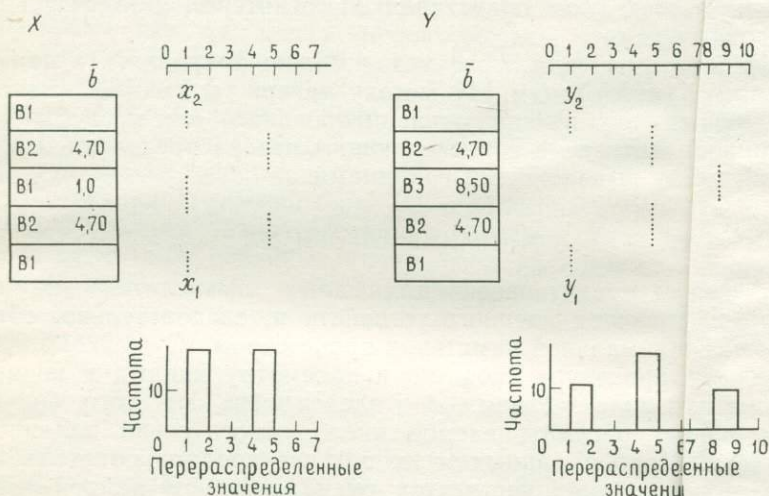 X
0 1 2 3 4 5 6 7
b̄
x₂
B1
B2 4,70
B1 1,0
B2 4,70
B1
x₁
Частота
10
0 1 2 3 4 5 6 7
Перераспределенные
значения
Y
0 1 2 3 4 5 6 7 8 9 10
b̄
y₂
B1
B2 4,70
B3 8,50
B2 4,70
B1
y₁
Частота
10
0 1 2 3 4 5 6 7 8 9 10
Перераспределенные
значени